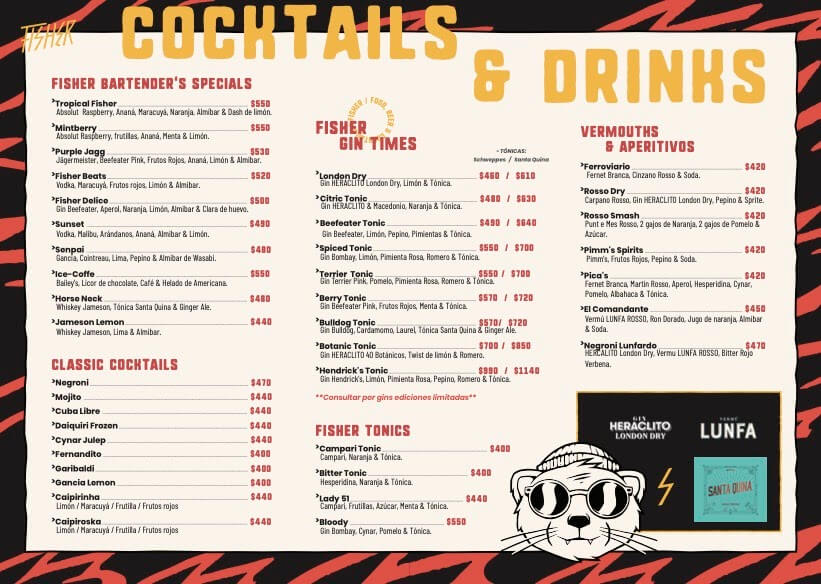 FISHER
COCKTAILS
& DRINKS
FISHER BARTENDER'S SPECIALS
>Tropical Fisher $550
Absolut Raspberry, Ananá, Maracuyá, Naranja, Almíbar & Dash de limón.
>Mintberry $550
Absolut Raspberry, frutillas, Ananá, Menta & Limón.
>Purple Jagg $530
Jägermeister, Beefeater Pink, Frutos Rojos, Ananá, Limón & Almíbar.
>Fisher Beats $520
Vodka, Maracuyá, Frutos rojos, Limón & Almíbar.
>Fisher Delice $500
Gin Beefeater, Aperol, Naranja, Limón, Almíbar & Clara de huevo.
>Sunset $490
Vodka, Malibu, Arándanos, Ananá, Almíbar & Limón.
>Senpai $480
Gancia, Cointreau, Lima, Pepino & Almíbar de Wasabi.
>Ice-Coffe $550
Bailey's, Licor de chocolate, Café & Helado de Americana.
>Horse Neck $480
Whiskey Jameson, Tónica Santa Quina & Ginger Ale.
>Jameson Lemon $440
Whiskey Jameson, Lima & Almíbar.
CLASSIC COCKTAILS
>Negroni $470
>Mojito $440
>Cuba Libre $440
>Daiquiri Frozen $440
>Cynar Julep $440
>Fernandito $400
>Garibaldi $400
>Gancia Lemon $400
>Caipirinha $440
Limón / Maracuyá / Frutilla / Frutos rojos
>Caipiroska $440
Limón / Maracuyá / Frutilla / Frutos rojos
FISHER
GIN TIMES
- TÓNICAS:
Schweppes / Santa Quina
>London Dry $460 / $610
Gin HERACLITO London Dry, Limón & Tónica.
>Citric Tonic $480 / $630
Gin HERACLITO & Macedonio, Naranja & Tónica.
>Beefeater Tonic $490 / $640
Gin Beefeater, Limón, Pepino, Pimientas & Tónica.
>Spiced Tonic $550 / $700
Gin Bombay, Limón, Pimienta Rosa, Romero & Tónica.
>Terrier Tonic $550 / $700
Gin Terrier Pink, Pomelo, Pimienta Rosa, Romero & Tónica.
>Berry Tonic $570 / $720
Gin Beefeater Pink, Frutos Rojos, Menta & Tónica.
>Bulldog Tonic $570/ $720
Gin Bulldog, Cardamomo, Laurel, Tónica Santa Quina & Ginger Ale.
>Botanic Tonic $700 / $850
Gin HERACLITO 40 Botánicos, Twist de limón & Romero.
>Hendrick's Tonic $990 / $1140
Gin Hendrick's, Limón, Pimienta Rosa, Pepino, Romero & Tónica.
**Consultar por gins ediciones limitadas**
FISHER TONICS
>Campari Tonic $400
Campari, Naranja & Tónica.
>Bitter Tonic $400
Hesperidina, Naranja & Tónica.
>Lady 51 $440
Campari, Frutillas, Azúcar, Menta & Tónica.
>Bloody $550
Gin Bombay, Cynar, Pomelo & Tónica.
VERMOUTHS
& APERITIVOS
>Ferroviario $420
Fernet Branca, Cinzano Rosso & Soda.
>Rosso Dry $420
Carpano Rosso, Gin HERACLITO London Dry, Pepino & Sprite.
>Rosso Smash $420
Punt e Mes Rosso, 2 gajos de Naranja, 2 gajos de Pomelo &
Azúcar.
>Pimm's Spirits $420
Pimm's, Frutos Rojos, Pepino & Soda.
>Pica's $420
Fernet Branca, Martin Rosso, Aperol, Hesperidina, Cynar,
Pomelo, Albahaca & Tónica.
>El Comandante $450
Vermú LUNFA ROSSO, Ron Dorado, Jugo de naranja, Almíbar
& Soda.
>Negroni Lunfardo $470
HERCALITO London Dry, Vermu LUNFA ROSSO, Bitter Rojo
Verbena.
GIN
HERACLITO
LONDON DRY
VERMÚ
LUNFA
SANTA QUINA